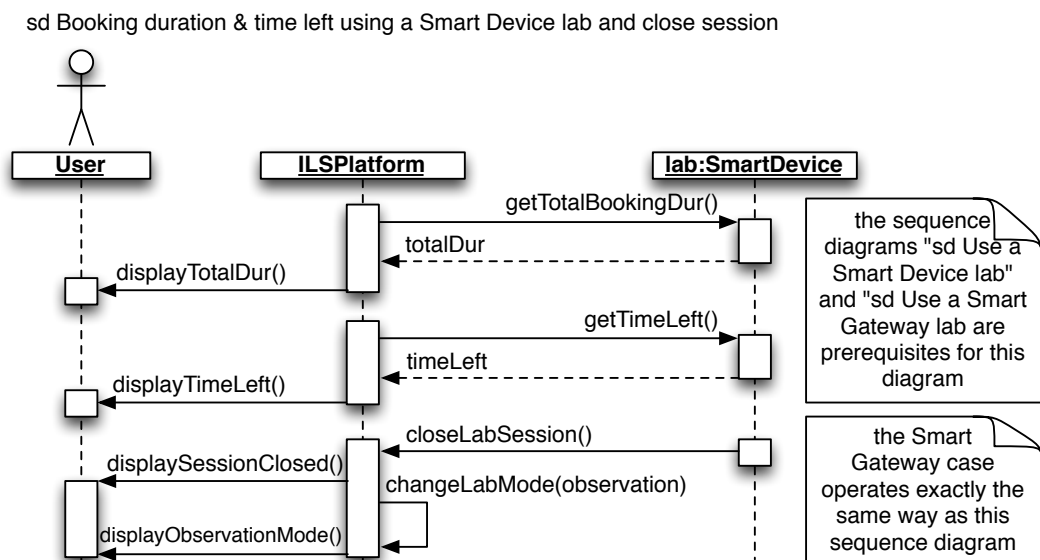 sd Booking duration & time left using a Smart Device lab and close session
User
ILSPlatform
lab:SmartDevice
getTotalBookingDur()
totalDur
displayTotalDur()
getTimeLeft()
timeLeft
displayTimeLeft()
closeLabSession()
displaySessionClosed()
changeLabMode(observation)
displayObservationMode()
the sequence
diagrams "sd Use a
Smart Device lab"
and "sd Use a Smart
Gateway lab are
prerequisites for this
diagram
the Smart
Gateway case
operates exactly the
same way as this
sequence diagram